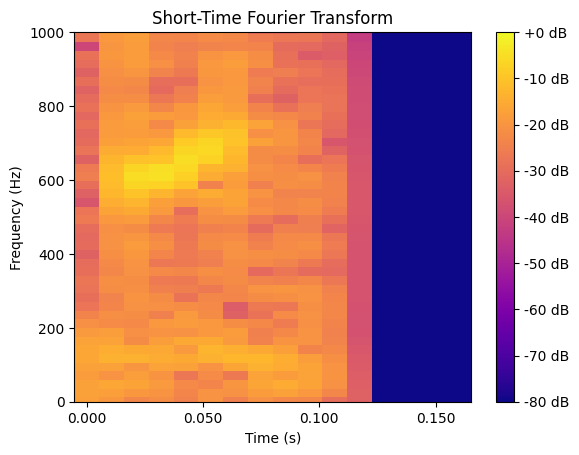 Short-Time Fourier Transform
1000
800
600
400
200
0
Frequency (Hz)
0.000
0.050
0.100
0.150
Time (s)
+0 dB
-10 dB
-20 dB
-30 dB
-40 dB
-50 dB
-60 dB
-70 dB
-80 dB